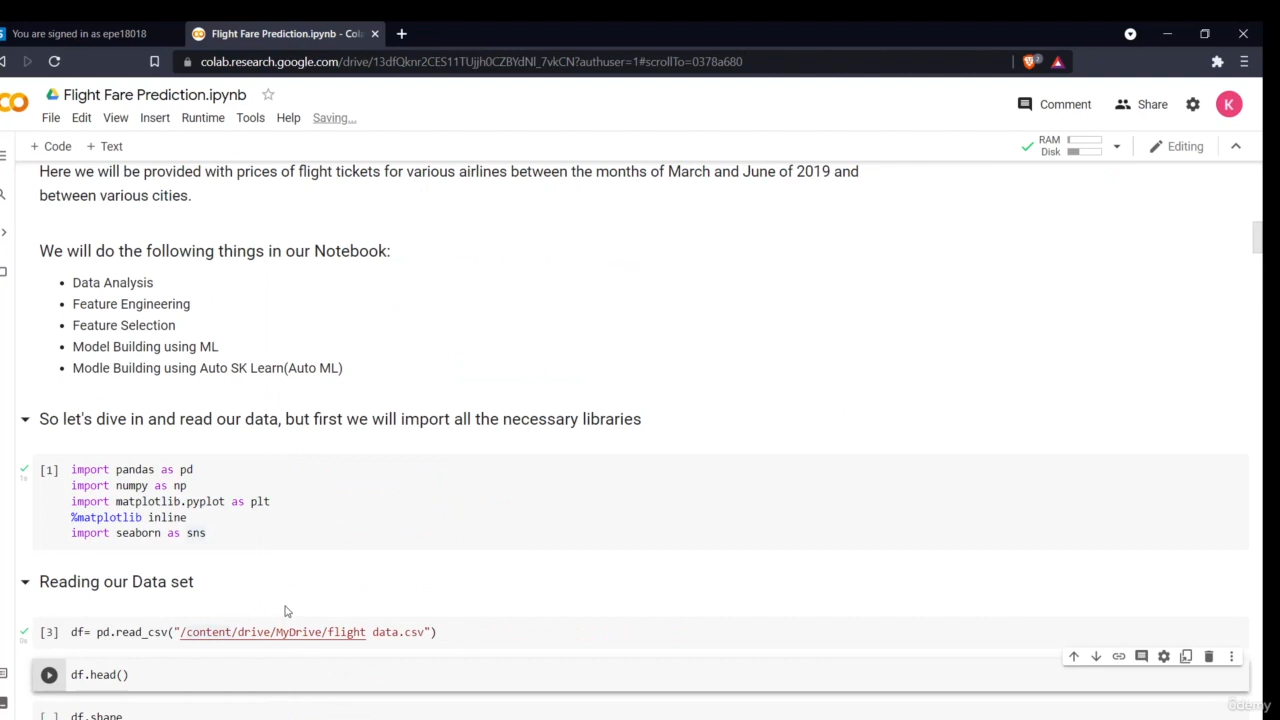 You are signed in as epe18018
Flight Fare Prediction.ipynb - Cola
colab.research.google.com/drive/13dfQknr2CES11TUjjh0CZBYdNl_7vkCN?authuser=1#scrollTo=0378a680
2
Flight Fare Prediction.ipynb
Comment
Share
K
File Edit View Insert Runtime Tools Help Saving...
+ Code + Text
RAM
Disk
Editing
Here we will be provided with prices of flight tickets for various airlines between the months of March and June of 2019 and
between various cities.
We will do the following things in our Notebook:
• Data Analysis
• Feature Engineering
• Feature Selection
• Model Building using ML
• Modle Building using Auto SK Learn(Auto ML)
So let's dive in and read our data, but first we will import all the necessary libraries
[1] import pandas as pd
1s
import numpy as np
import matplotlib.pyplot as plt
%matplotlib inline
import seaborn as sns
Reading our Data set
[3] df= pd.read_csv("/content/drive/MyDrive/flight data.csv")
0s
df.head()
[ ] df.shape
ûdemy